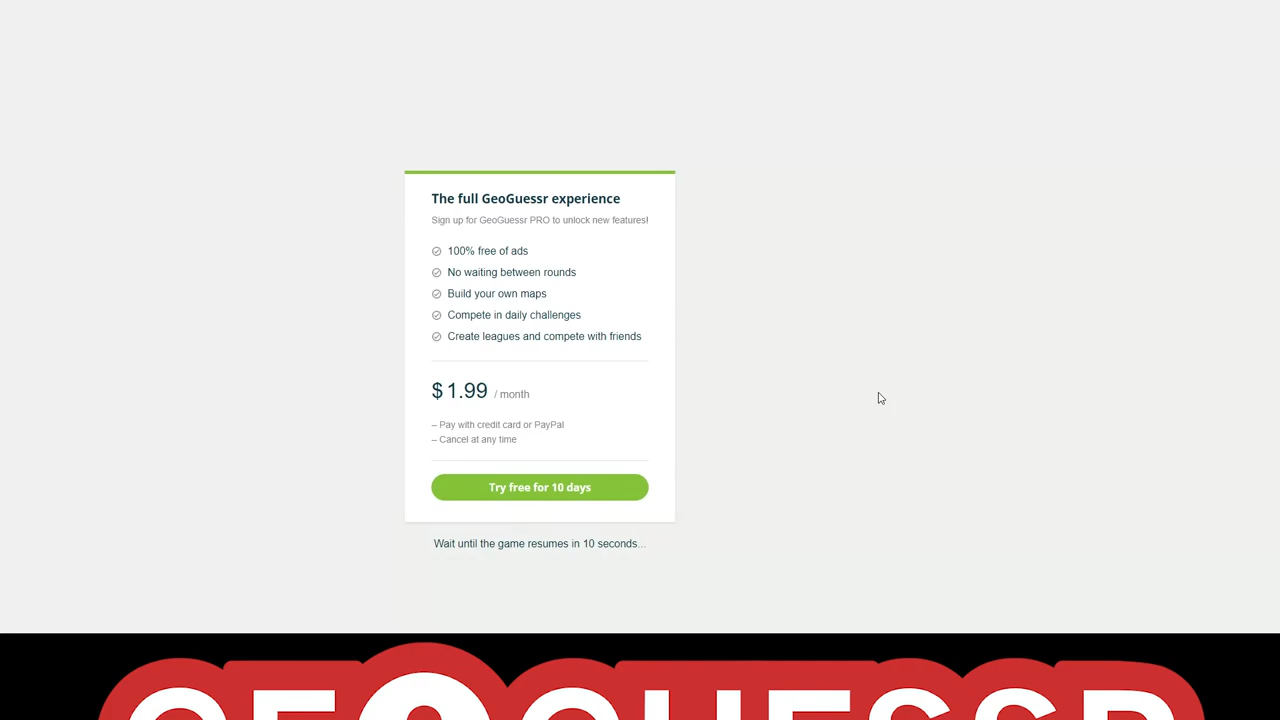 The full GeoGuessr experience
Sign up for GeoGuessr PRO to unlock new features!
100% free of ads
No waiting between rounds
Build your own maps
Compete in daily challenges
Create leagues and compete with friends
$ 1.99 / month
– Pay with credit card or PayPal
– Cancel at any time
Try free for 10 days
Wait until the game resumes in 10 seconds...
GEOGUESSR